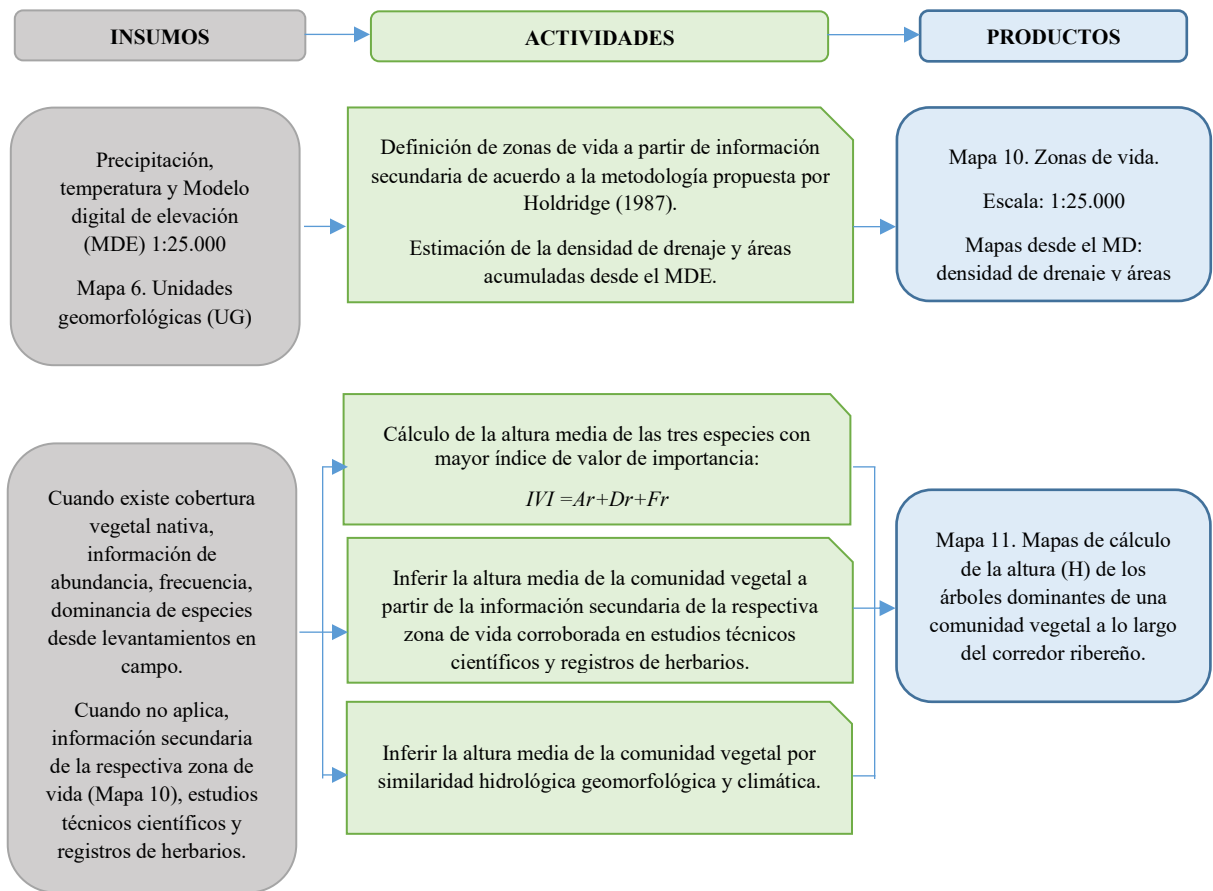 INSUMOS
ACTIVIDADES
PRODUCTOS
Precipitación,
temperatura y Modelo
digital de elevación
(MDE) 1:25.000
Mapa 6. Unidades
geomorfológicas (UG)
Definición de zonas de vida a partir de información
secundaria de acuerdo a la metodología propuesta por
Holdridge (1987).
Estimación de la densidad de drenaje y áreas
acumuladas desde el MDE.
Mapa 10. Zonas de vida.
Escala: 1:25.000
Mapas desde el MD:
densidad de drenaje y áreas
Cuando existe cobertura
vegetal nativa,
información de
abundancia, frecuencia,
dominancia de especies
desde levantamientos en
campo.
Cuando no aplica,
información secundaria
de la respectiva zona de
vida (Mapa 10), estudios
técnicos científicos y
registros de herbarios.
Cálculo de la altura media de las tres especies con
mayor índice de valor de importancia:
IVI =Ar+Dr+Fr
Inferir la altura media de la comunidad vegetal a
partir de la información secundaria de la respectiva
zona de vida corroborada en estudios técnicos
científicos y registros de herbarios.
Inferir la altura media de la comunidad vegetal por
similaridad hidrológica geomorfológica y climática.
Mapa 11. Mapas de cálculo
de la altura (H) de los
árboles dominantes de una
comunidad vegetal a lo largo
del corredor ribereño.